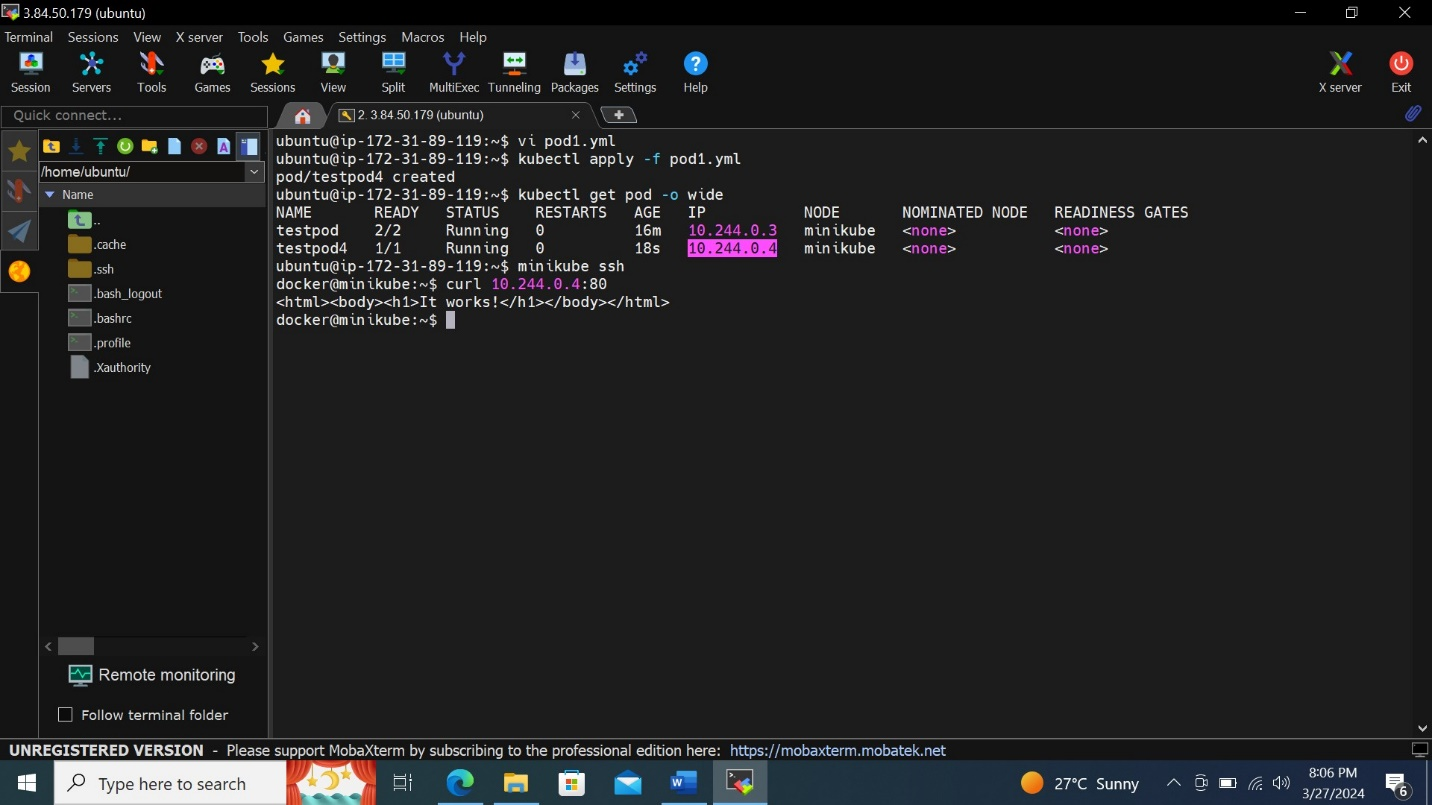 3.84.50.179 (ubuntu)
Terminal Sessions View X server Tools Games Settings Macros Help
Session Servers Tools Games Sessions View Split MultiExec Tunneling Packages Settings Help X server Exit
Quick connect...
2. 3.84.50.179 (ubuntu)
/home/ubuntu/
Name
..
.cache
.ssh
.bash_logout
.bashrc
.profile
.Xauthority
Remote monitoring
Follow terminal folder
ubuntu@ip-172-31-89-119:~$ vi pod1.yml
ubuntu@ip-172-31-89-119:~$ kubectl apply -f pod1.yml
pod/testpod4 created
ubuntu@ip-172-31-89-119:~$ kubectl get pod -o wide
NAME READY STATUS RESTARTS AGE IP NODE NOMINATED NODE READINESS GATES
testpod 2/2 Running 0 16m 10.244.0.3 minikube <none> <none>
testpod4 1/1 Running 0 18s 10.244.0.4 minikube <none> <none>
ubuntu@ip-172-31-89-119:~$ minikube ssh
docker@minikube:~$ curl 10.244.0.4:80
<html><body><h1>It works!</h1></body></html>
docker@minikube:~$
UNREGISTERED VERSION - Please support MobaXterm by subscribing to the professional edition here: https://mobaxterm.mobatek.net
Type here to search
27°C Sunny
8:06 PM
3/27/2024
6